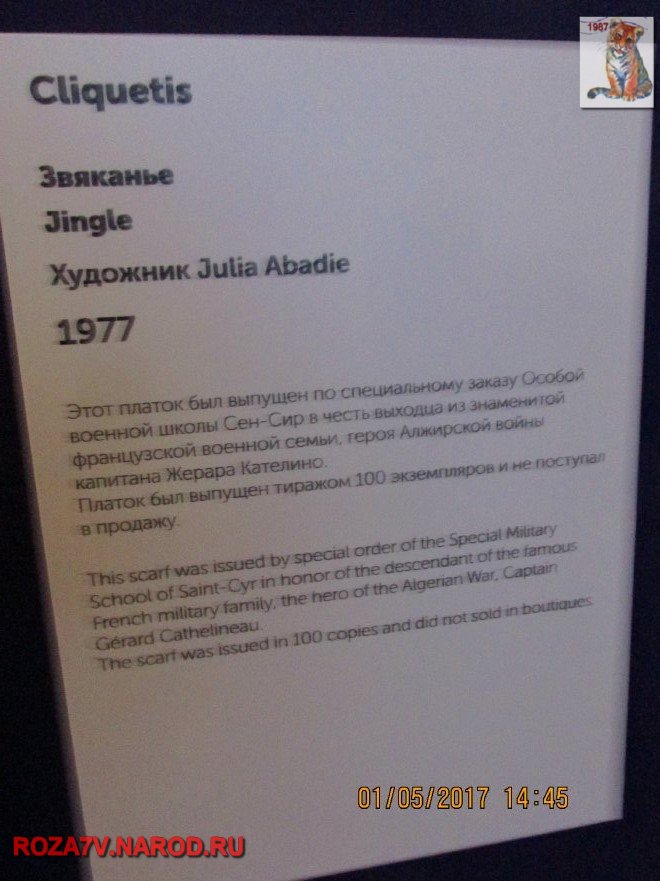 1987
Cliquetis
Звяканье
Jingle
Художник Julia Abadie
1977
Этот платок был выпущен по специальному заказу Особой
военной школы Сен-Сир в честь выходца из знаменитой
французской военной семьи, героя Алжирской войны
капитана Жерара Кателино.
Платок был выпущен тиражом 100 экземпляров и не поступал
в продажу.
This scarf was issued by special order of the Special Military
School of Saint-Cyr in honor of the descendant of the famous
French military family, the hero of the Algerian War, Captain
Gérard Cathelineau.
The scarf was issued in 100 copies and did not sold in boutiques.
01/05/2017 14:45
ROZA7V.NAROD.RU